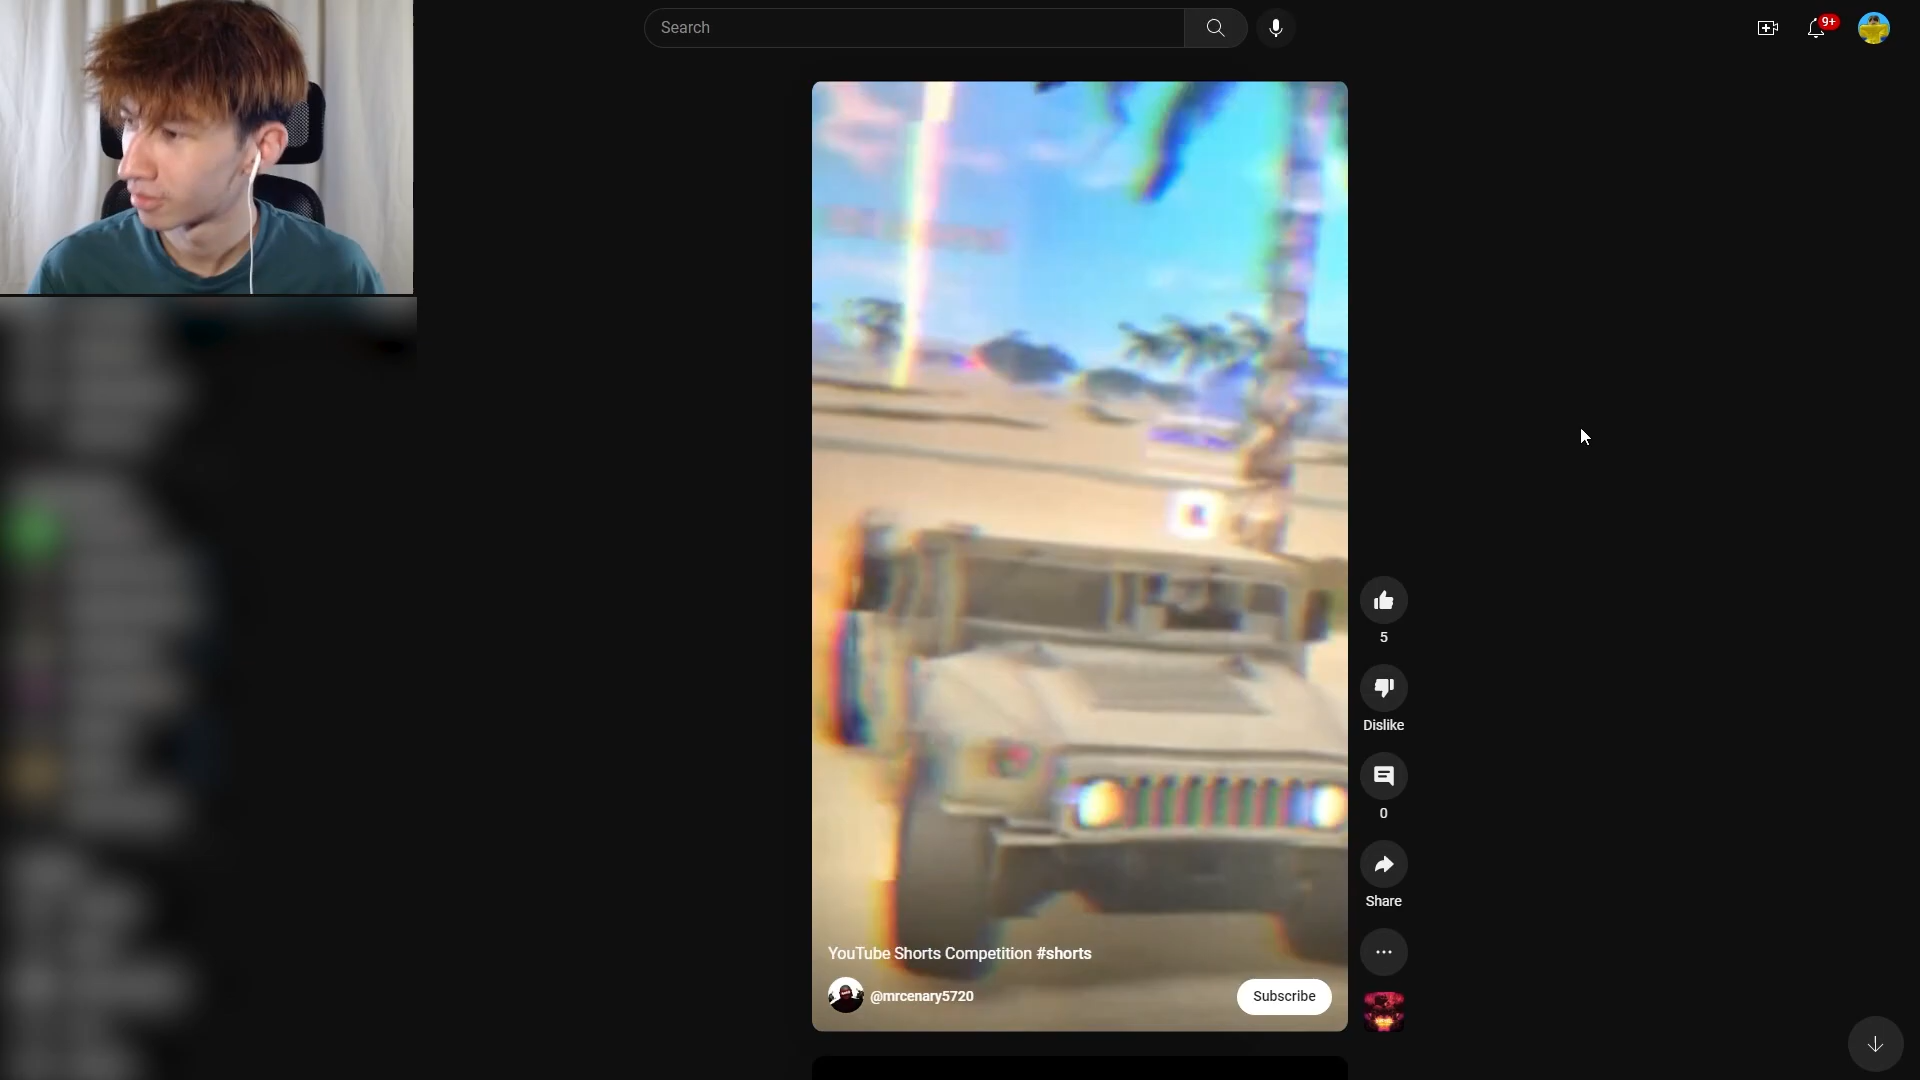 Search
9+
5
Dislike
0
Share
YouTube Shorts Competition #shorts
@mrcenary5720
Subscribe